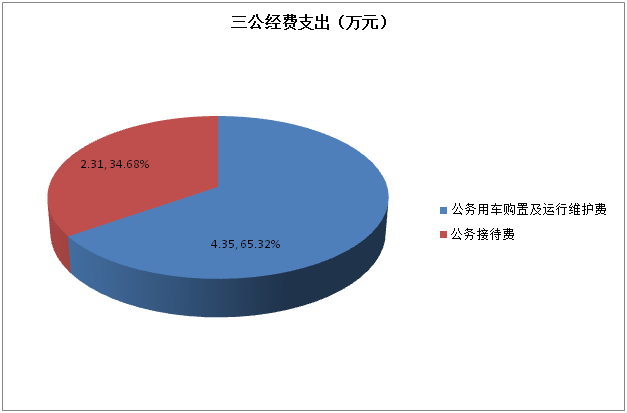 三公经费支出（万元）
2.31, 34.68%
4.35, 65.32%
公务用车购置及运行维护费
公务接待费